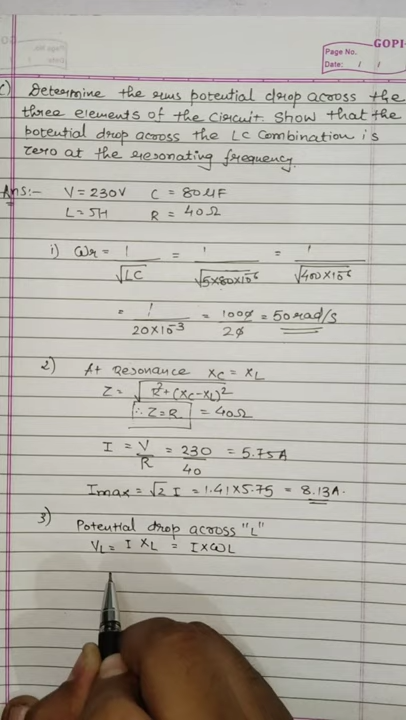 GOPI
Page No.
Date: / /
c) Determine the rms potential drop across the
three elements of the circuit. Show that the
potential drop across the LC Combination is
zero at the resonating frequency.
Ans:- V = 230V C = 80 μF
L = 5H R = 40Ω
i) ωr = 1/√LC = 1/√5×80×10⁻⁶ = 1/√400×10⁻⁶
= 1/20×10⁻³ = 1000/20 = 50 rad/s
2) At Resonance Xc = XL
Z = √R²+(Xc-XL)²
∴ Z = R = 40Ω
I = V/R = 230/40 = 5.75A
Imax = √2 I = 1.41×5.75 = 8.13A.
3) Potential drop across "L"
VL = I XL = I×ωL